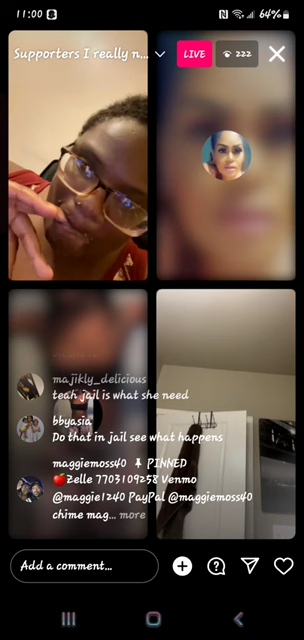 11:00 64%
Supporters I really n... LIVE 222
majikly_delicious
yeah jail is what she need
bbyasia
Do that in jail see what happens
maggiemoss40 📌 PINNED
🍎Zelle 7703109258 Venmo
@maggie1240 PayPal @maggiemoss40
chime mag... more
Add a comment...